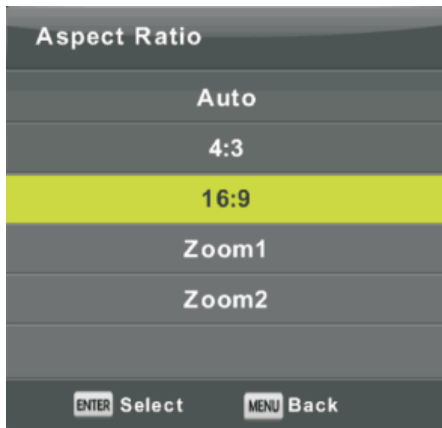 Aspect Ratio
Auto
4:3
16:9
Zoom1
Zoom2
ENTER Select MENU Back